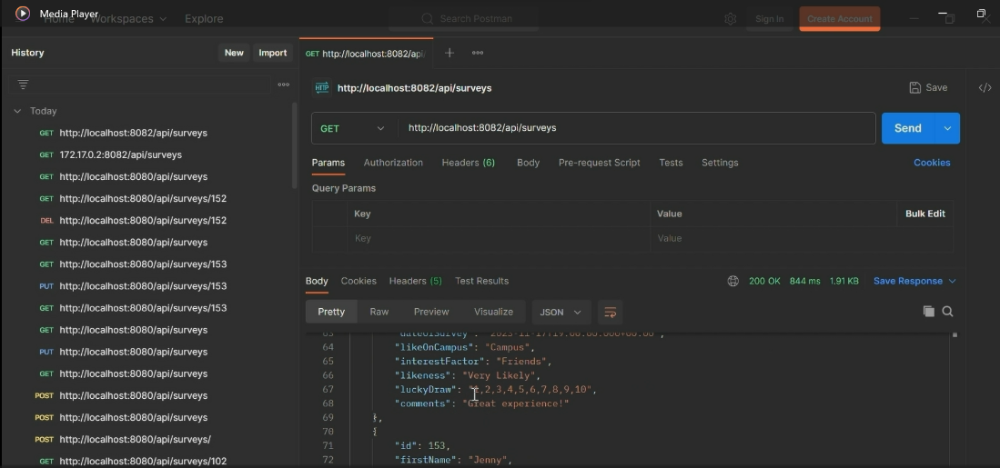 Media Player
Home Workspaces Explore
Search Postman
Sign In Create Account
History New Import
GET http://localhost:8082/api/
Today
GET http://localhost:8082/api/surveys
GET 172.17.0.2:8082/api/surveys
GET http://localhost:8080/api/surveys
GET http://localhost:8080/api/surveys/152
DEL http://localhost:8080/api/surveys/152
GET http://localhost:8080/api/surveys
GET http://localhost:8080/api/surveys/153
PUT http://localhost:8080/api/surveys/153
GET http://localhost:8080/api/surveys/153
GET http://localhost:8080/api/surveys
PUT http://localhost:8080/api/surveys
GET http://localhost:8080/api/surveys
POST http://localhost:8080/api/surveys
POST http://localhost:8080/api/surveys
POST http://localhost:8080/api/surveys/
GET http://localhost:8080/api/surveys/102
HTTP http://localhost:8082/api/surveys Save
GET http://localhost:8082/api/surveys Send
Params Authorization Headers (6) Body Pre-request Script Tests Settings Cookies
Query Params
Key Value Bulk Edit
Key Value
Body Cookies Headers (5) Test Results 200 OK 844 ms 1.91 KB Save Response
Pretty Raw Preview Visualize JSON
63 "dateOfSurvey":
64 "likeOnCampus": "Campus",
65 "interestFactor": "Friends",
66 "likeness": "Very Likely",
67 "luckyDraw": "1,2,3,4,5,6,7,8,9,10",
68 "comments": "Great experience!"
69 },
70 {
71 "id": 153,
72 "firstName": "Jenny",